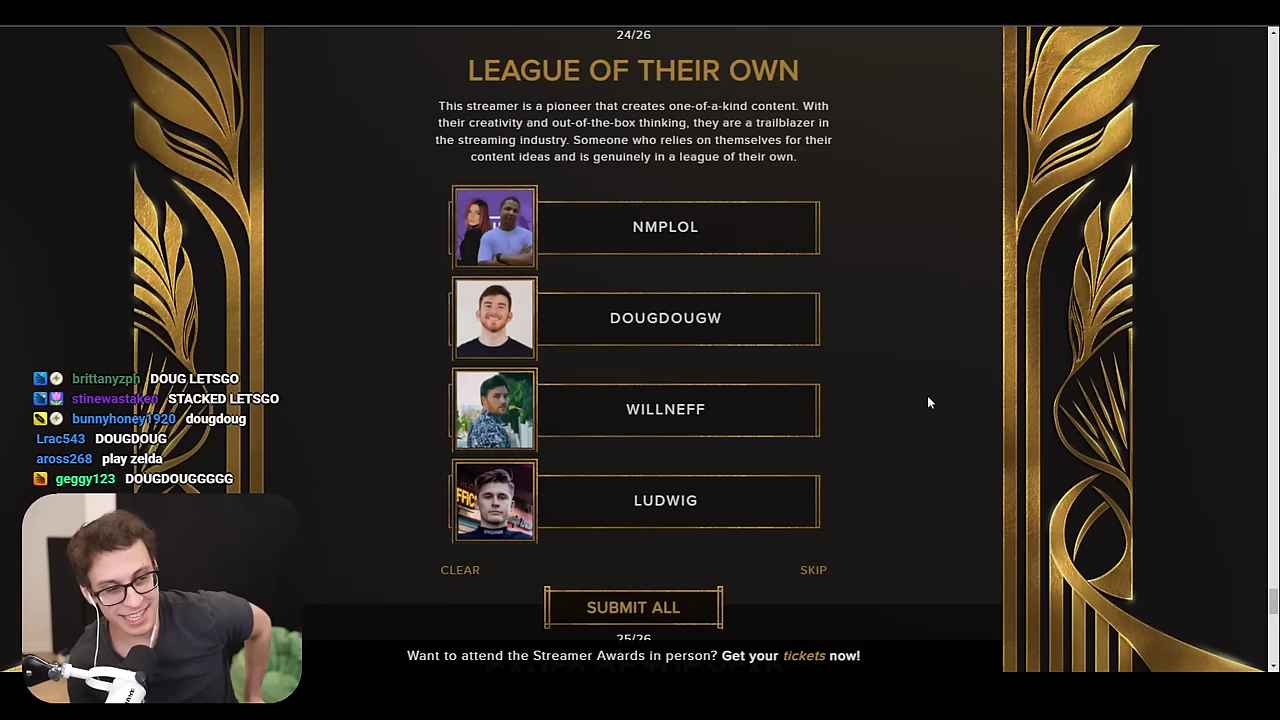 24/26
LEAGUE OF THEIR OWN
This streamer is a pioneer that creates one-of-a-kind content. With
their creativity and out-of-the-box thinking, they are a trailblazer in
the streaming industry. Someone who relies on themselves for their
content ideas and is genuinely in a league of their own.
NMPLOL
DOUGDOUGW
WILLNEFF
LUDWIG
CLEAR
SKIP
SUBMIT ALL
25/26
Want to attend the Streamer Awards in person? Get your tickets now!
brittanyzph DOUG LETSGO
stinewastaken STACKED LETSGO
bunnyhoney1920 dougdoug
Lrac543 DOUGDOUG
aross268 play zelda
geggy123 DOUGDOUGGGGG